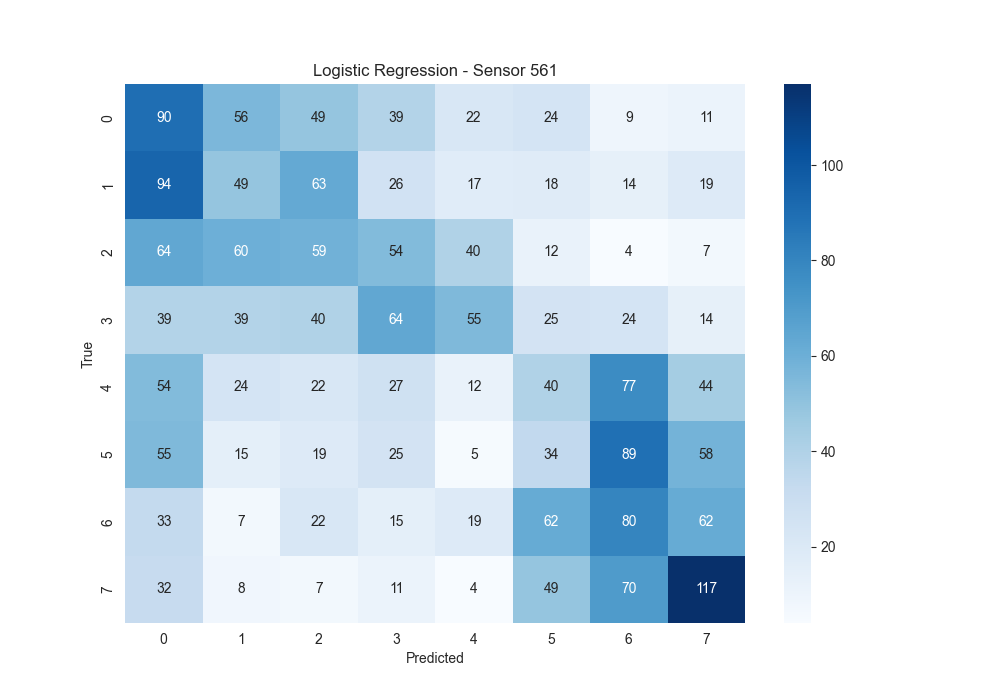 Logistic Regression - Sensor 561
0 90 56 49 39 22 24 9 11
1 94 49 63 26 17 18 14 19
2 64 60 59 54 40 12 4 7
3 39 39 40 64 55 25 24 14
4 54 24 22 27 12 40 77 44
5 55 15 19 25 5 34 89 58
6 33 7 22 15 19 62 80 62
7 32 8 7 11 4 49 70 117
True
0 1 2 3 4 5 6 7
Predicted
100
80
60
40
20